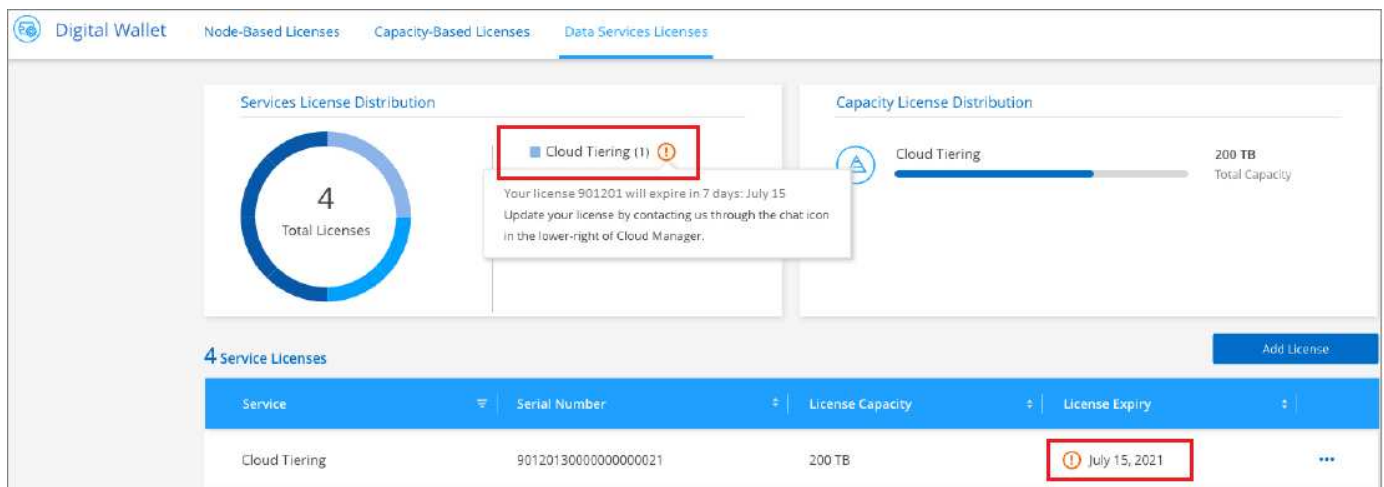 Digital Wallet
Node-Based Licenses
Capacity-Based Licenses
Data Services Licenses
Services License Distribution
4
Total Licenses
Cloud Tiering (1)
Your license 901201 will expire in 7 days: July 15
Update your license by contacting us through the chat icon
in the lower-right of Cloud Manager.
Capacity License Distribution
Cloud Tiering
200 TB
Total Capacity
4 Service Licenses
Add License
Service
Serial Number
License Capacity
License Expiry
Cloud Tiering
90120130000000000021
200 TB
July 15, 2021